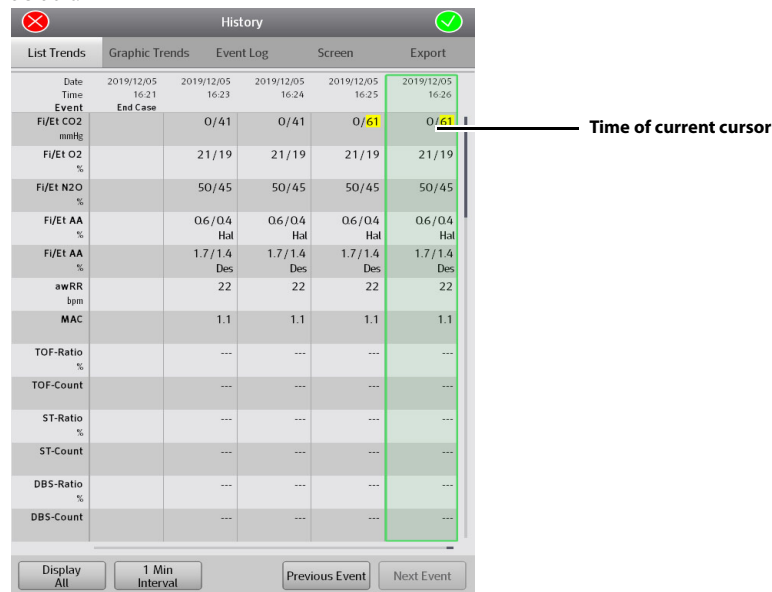 History
List Trends Graphic Trends Event Log Screen Export
Date 2019/12/05 2019/12/05 2019/12/05 2019/12/05 2019/12/05
Time 16:21 16:23 16:24 16:25 16:26
Event End Case
Fi/Et CO2 0/41 0/41 0/61 0/61
mmHg
Time of current cursor
Fi/Et O2 21/19 21/19 21/19 21/19
%
Fi/Et N2O 50/45 50/45 50/45 50/45
%
Fi/Et AA 0.6/0.4 0.6/0.4 0.6/0.4 0.6/0.4
% Hal Hal Hal Hal
Fi/Et AA 1.7/1.4 1.7/1.4 1.7/1.4 1.7/1.4
% Des Des Des Des
awRR 22 22 22 22
bpm
MAC 1.1 1.1 1.1 1.1
TOF-Ratio --- --- --- ---
%
TOF-Count --- --- --- ---
ST-Ratio --- --- --- ---
%
ST-Count --- --- --- ---
DBS-Ratio --- --- --- ---
%
DBS-Count --- --- --- ---
Display 1 Min Previous Event Next Event
All Interval